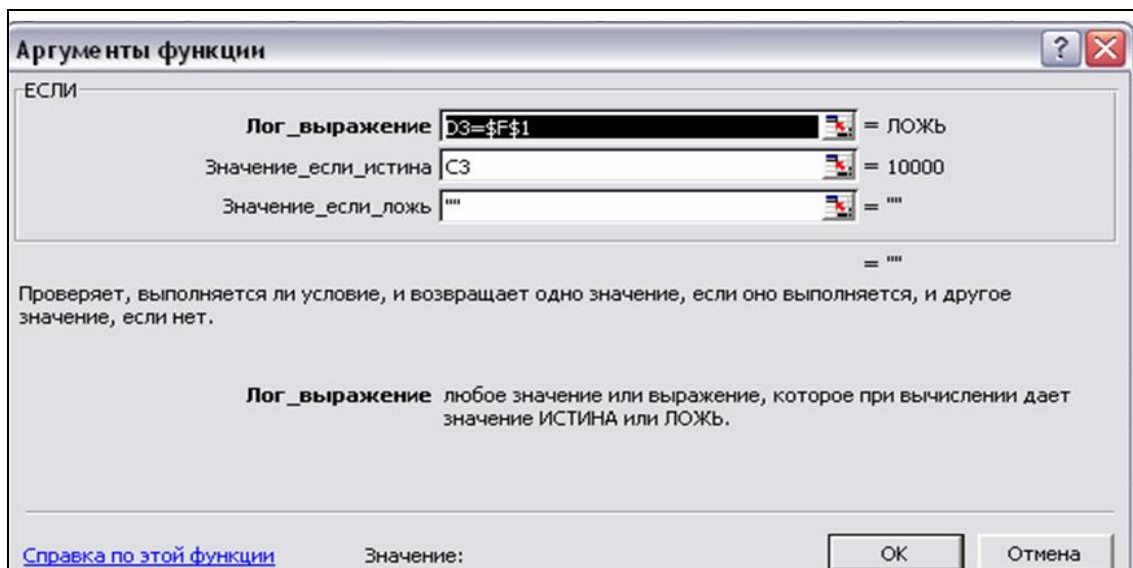 Аргументы функции ?
ЕСЛИ
Лог_выражение D3=$F$1 = ЛОЖЬ
Значение_если_истина C3 = 10000
Значение_если_ложь "" = ""
= ""
Проверяет, выполняется ли условие, и возвращает одно значение, если оно выполняется, и другое
значение, если нет.
Лог_выражение любое значение или выражение, которое при вычислении дает
значение ИСТИНА или ЛОЖЬ.
Справка по этой функции Значение: ОК Отмена